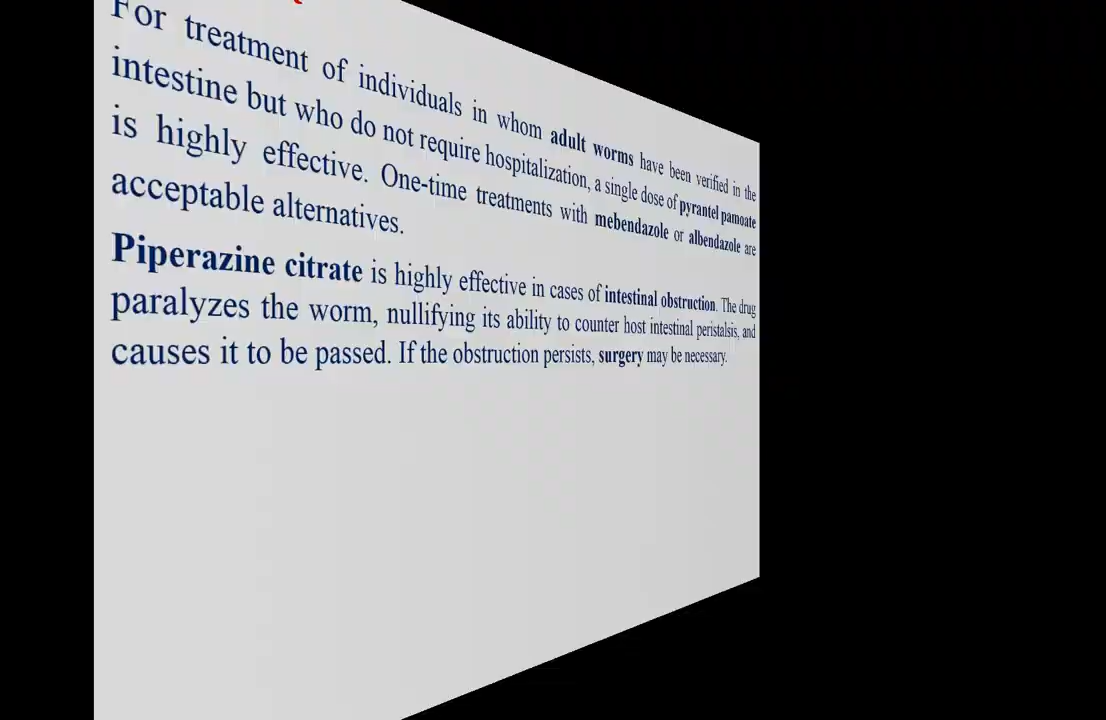 For treatment of individuals in whom adult worms have been verified in the
intestine but who do not require hospitalization, a single dose of pyrantel pamoate
is highly effective. One-time treatments with mebendazole or albendazole are
acceptable alternatives.
Piperazine citrate is highly effective in cases of intestinal obstruction. The drug
paralyzes the worm, nullifying its ability to counter host intestinal peristalsis, and
causes it to be passed. If the obstruction persists, surgery may be necessary.